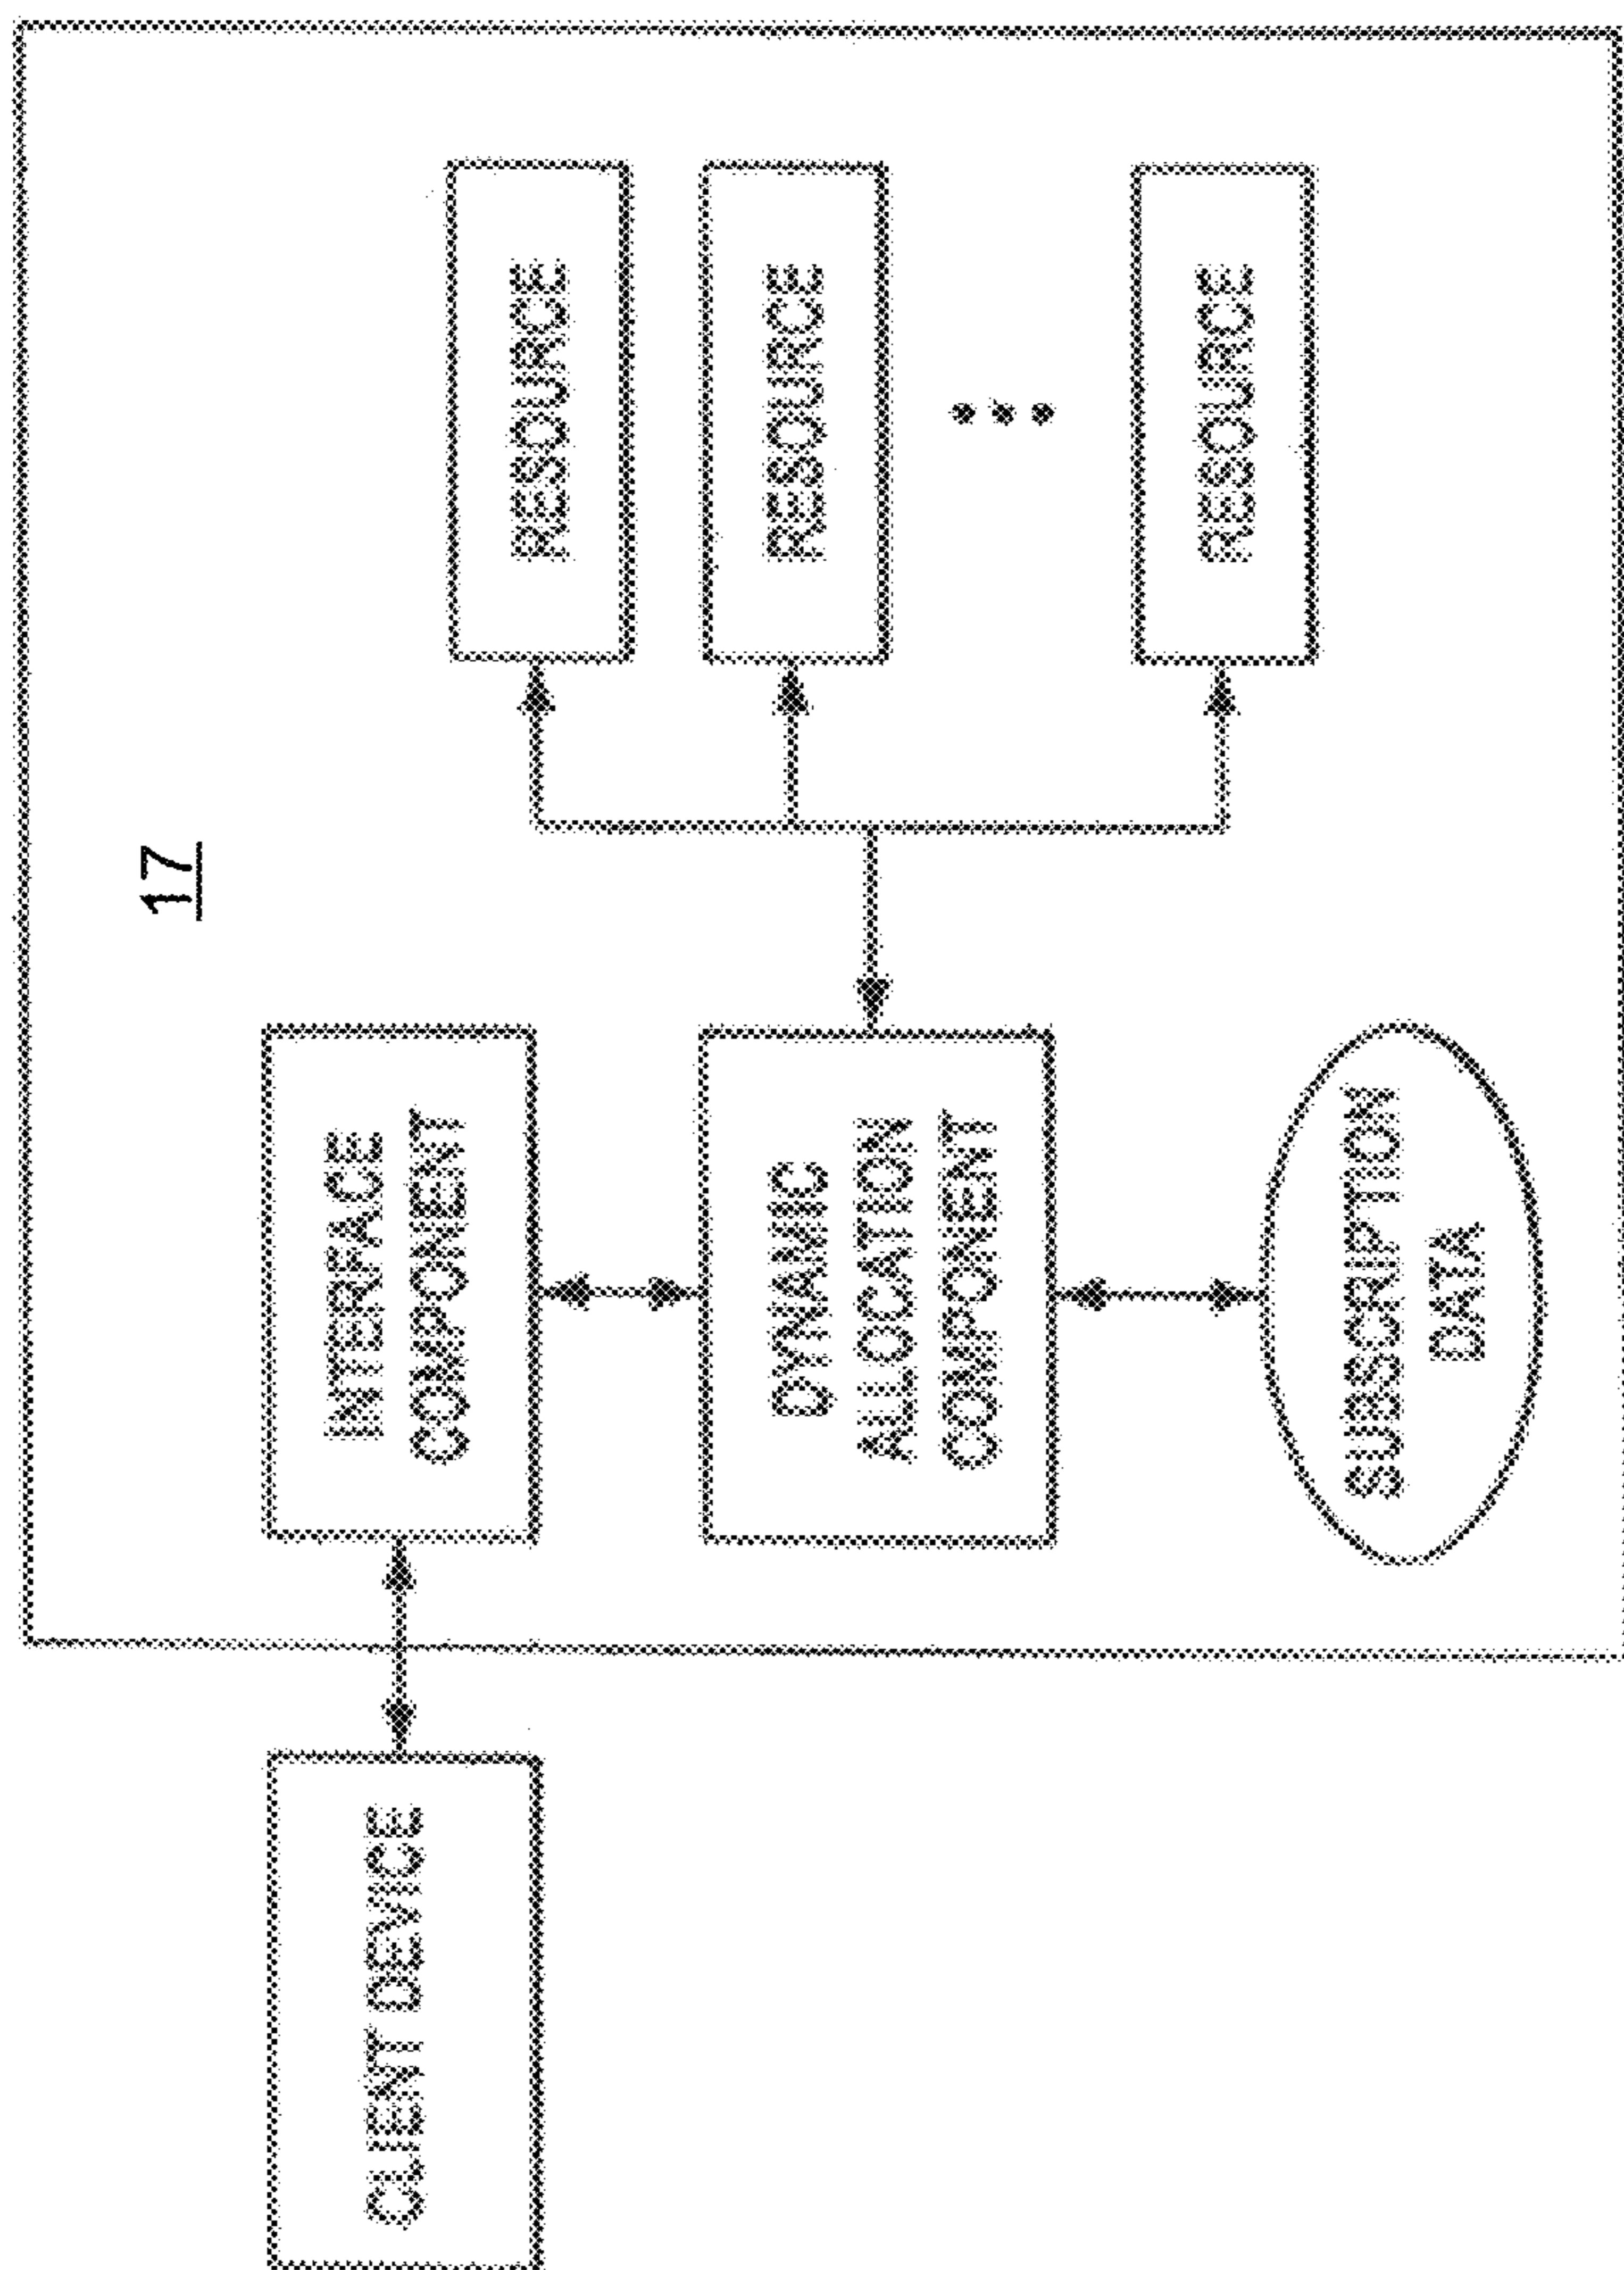 17
CLIENT DEVICE
INTERFACE
COMPONENT
DYNAMIC
ALLOCATION
COMPONENT
SUBSCRIPTION
DATA
RESOURCE
RESOURCE
RESOURCE